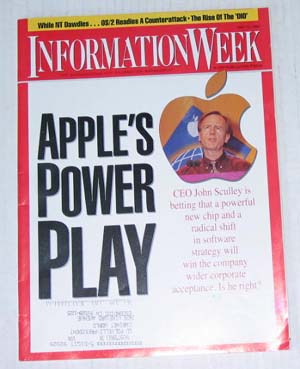 While NT Dawdles . . . OS/2 Readies A Counterattack • The Rise Of The 'OIO'
INFORMATIONWEEK
APPLE'S
POWER
PLAY
CEO John Sculley is
betting that a powerful
new chip and a
radical shift
in software
strategy will
win the company
wider corporate
acceptance. Is he right?